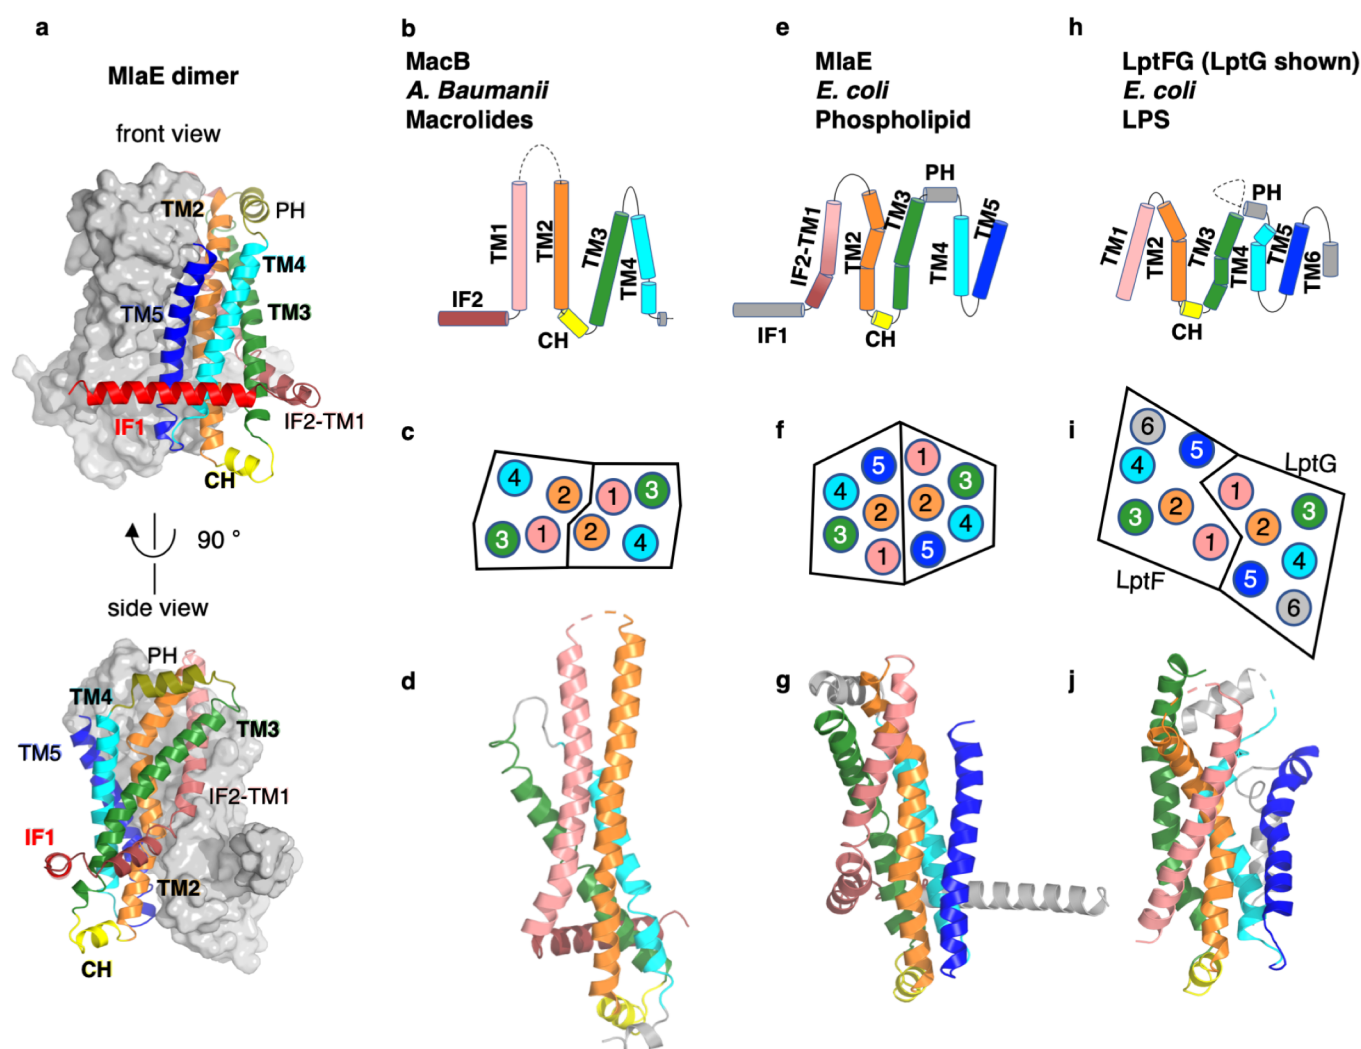 a
MlaE dimer
front view
TM2
PH
TM4
TM5
TM3
IF1
IF2-TM1
CH
90 °
side view
PH
TM4
TM3
TM5
IF2-TM1
IF1
TM2
CH
b
MacB
A. Baumanii
Macrolides
TM1
TM2
TM3
TM4
IF2
CH
c
4
2
1
3
3
1
2
4
d
e
MlaE
E. coli
Phospholipid
PH
IF2-TM1
TM2
TM3
TM4
TM5
IF1
CH
f
5
1
4
2
2
3
3
4
1
5
g
h
LptFG (LptG shown)
E. coli
LPS
PH
TM1
TM2
TM3
TM4
TM5
TM6
CH
i
6
5
LptG
4
1
3
2
2
3
1
4
LptF
5
6
j